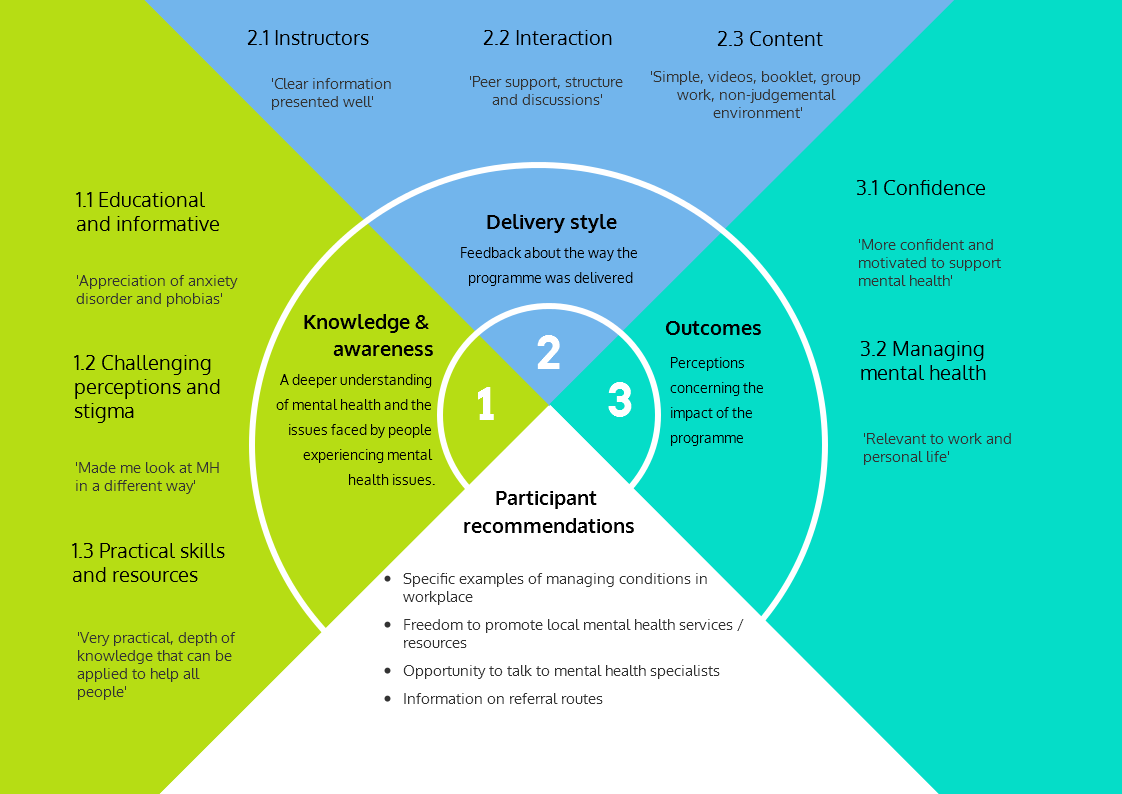 2.1 Instructors
'Clear information
presented well'
2.2 Interaction
'Peer support, structure
and discussions'
2.3 Content
'Simple, videos, booklet, group
work, non-judgemental
environment'
1.1 Educational
and informative
'Appreciation of anxiety
disorder and phobias'
1.2 Challenging
perceptions and
stigma
'Made me look at MH
in a different way'
1.3 Practical skills
and resources
'Very practical, depth of
knowledge that can be
applied to help all
people'
Delivery style
Feedback about the way the
programme was delivered
Knowledge &
awareness
A deeper understanding
of mental health and the
issues faced by people
experiencing mental
health issues.
1
2
3
Outcomes
Perceptions
concerning the
impact of the
programme
3.1 Confidence
'More confident and
motivated to support
mental health'
3.2 Managing
mental health
'Relevant to work and
personal life'
Participant
recommendations
• Specific examples of managing conditions in
workplace
• Freedom to promote local mental health services /
resources
• Opportunity to talk to mental health specialists
• Information on referral routes